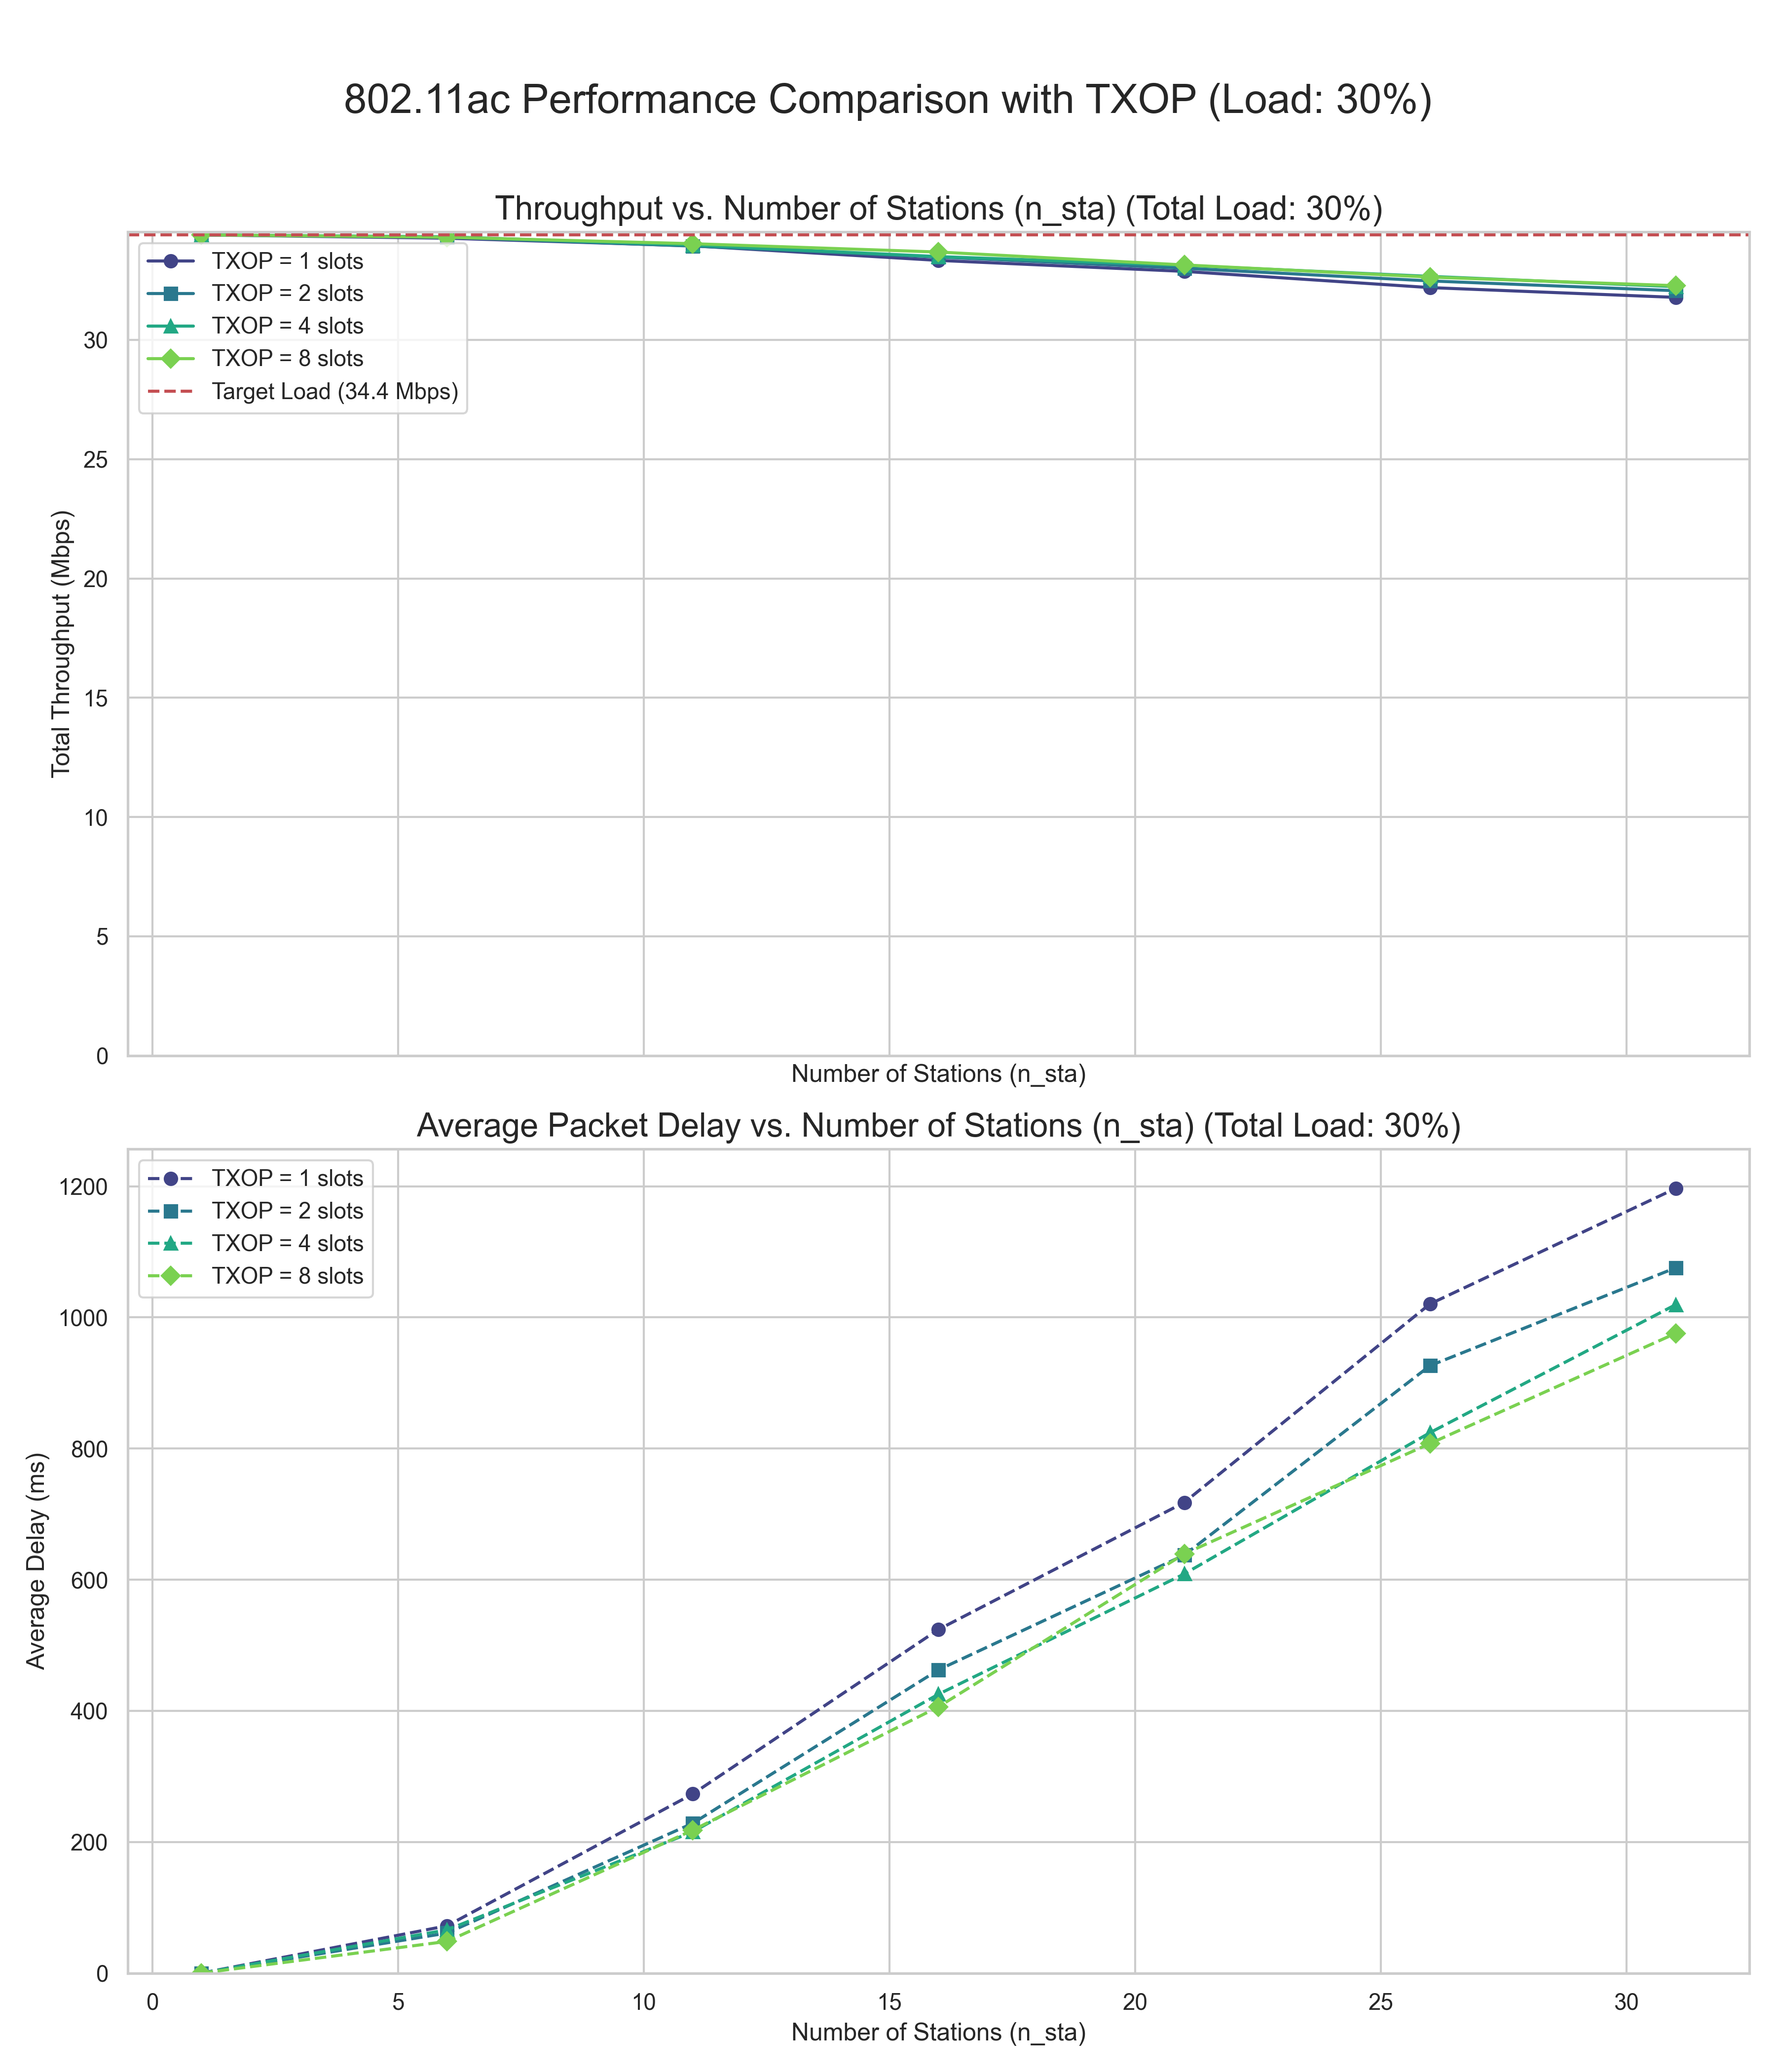 802.11ac Performance Comparison with TXOP (Load: 30%)
Throughput vs. Number of Stations (n_sta) (Total Load: 30%)
TXOP = 1 slots
TXOP = 2 slots
TXOP = 4 slots
TXOP = 8 slots
Target Load (34.4 Mbps)
30
25
20
15
10
5
0
Total Throughput (Mbps)
Number of Stations (n_sta)
Average Packet Delay vs. Number of Stations (n_sta) (Total Load: 30%)
TXOP = 1 slots
TXOP = 2 slots
TXOP = 4 slots
TXOP = 8 slots
1200
1000
800
600
400
200
0
Average Delay (ms)
0 5 10 15 20 25 30
Number of Stations (n_sta)